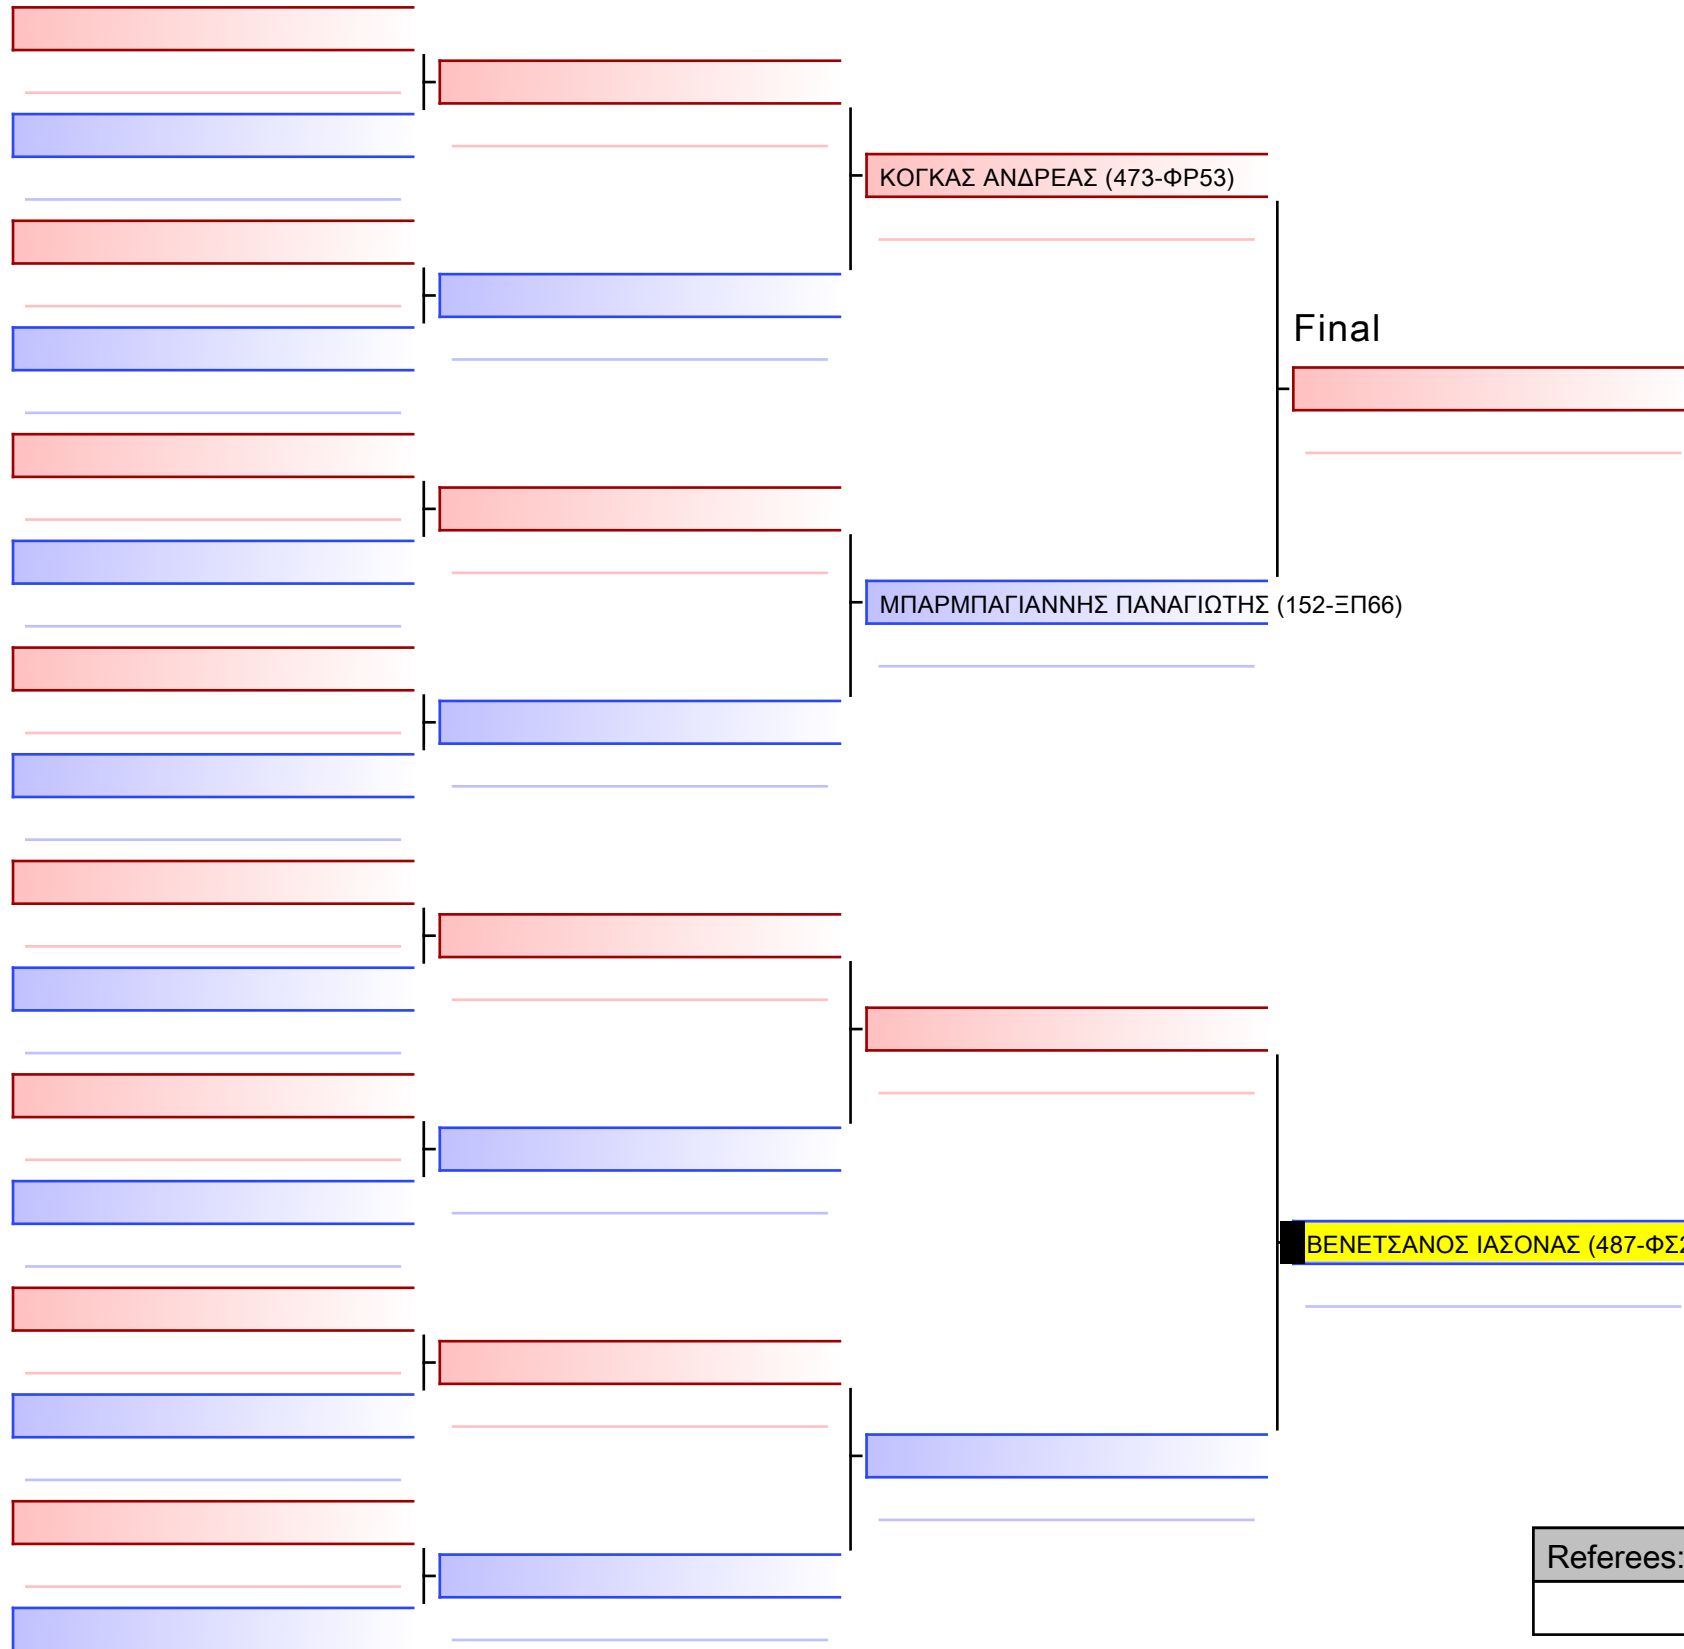 ΚΟΓΚΑΣ ΑΝΔΡΕΑΣ (473-ΦΡ53)
Final
ΜΠΑΡΜΠΑΓΙΑΝΝΗΣ ΠΑΝΑΓΙΩΤΗΣ (152-ΞΠ66)
ΒΕΝΕΤΣΑΝΟΣ ΙΑΣΟΝΑΣ
Referees: